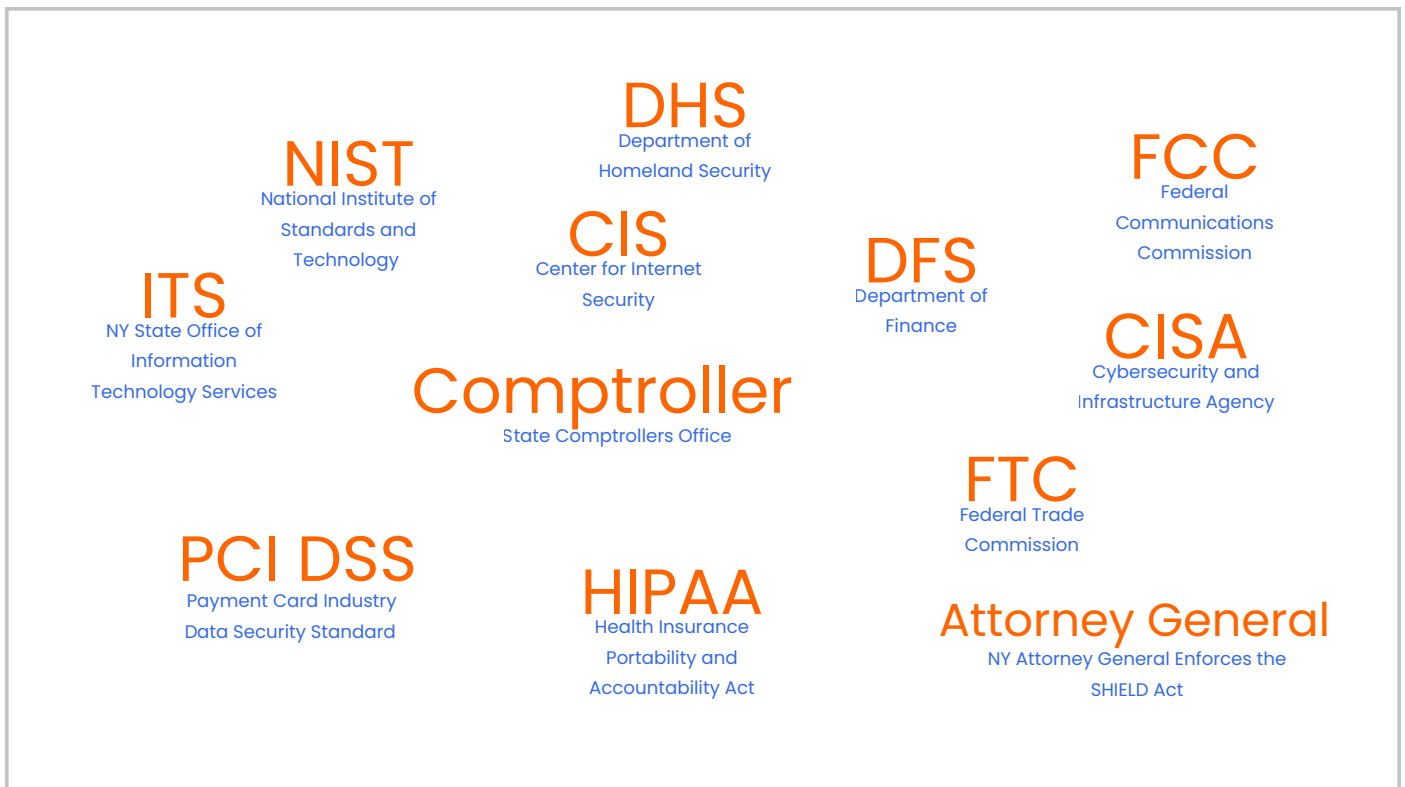 DHS
Department of
Homeland Security
NIST
National Institute of
Standards and
Technology
FCC
Federal
Communications
Commission
CIS
Center for Internet
Security
DFS
Department of
Finance
ITS
NY State Office of
Information
Technology Services
CISA
Cybersecurity and
Infrastructure Agency
Comptroller
State Comptrollers Office
FTC
Federal Trade
Commission
PCI DSS
Payment Card Industry
Data Security Standard
HIPAA
Health Insurance
Portability and
Accountability Act
Attorney General
NY Attorney General Enforces the
SHIELD Act